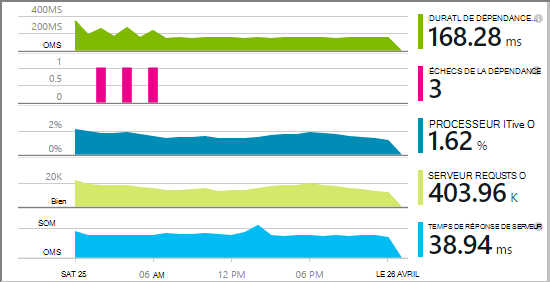 400MS
200MS
OMS
DURATL DE DÉPENDANCE...
168.28 ms
1
0.5
0
ÉCHECS DE LA DÉPENDANCE
3
2%
0%
PROCESSEUR ITive O
1.62 %
20K
Bien
SERVEUR REQUSTS O
403.96 K
SOM
OMS
TEMPS DE RÉPONSE DE SERVEUR
38.94 ms
SAT 25
06 AM
12 PM
06 PM
LE 26 AVRIL